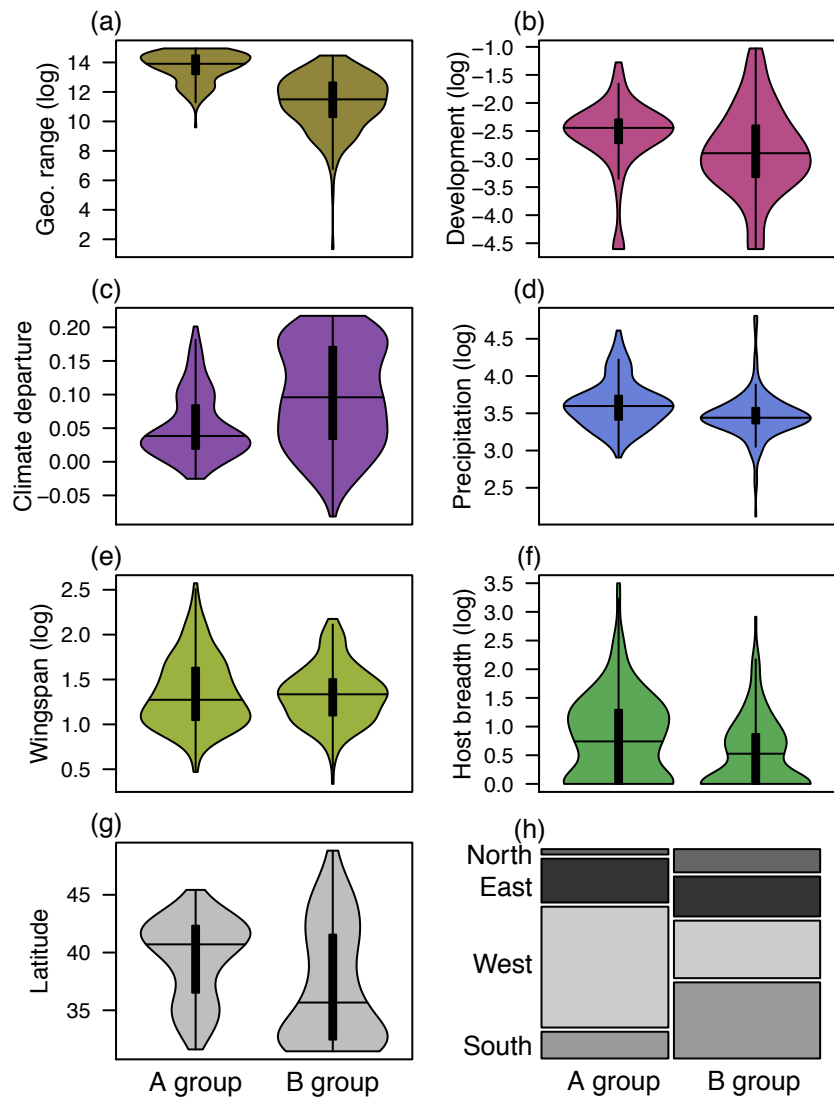 (a)
Geo. range (log)
14
12
10
8
6
4
2
(b)
Development (log)
−1.0
−1.5
−2.0
−2.5
−3.0
−3.5
−4.0
−4.5
(c)
Climate departure
0.20
0.15
0.10
0.05
0.00
−0.05
(d)
Precipitation (log)
4.5
4.0
3.5
3.0
2.5
(e)
Wingspan (log)
2.5
2.0
1.5
1.0
0.5
(f)
Host breadth (log)
3.5
3.0
2.5
2.0
1.5
1.0
0.5
0.0
(g)
Latitude
45
40
35
A group
B group
(h)
North
East
West
South
A group
B group